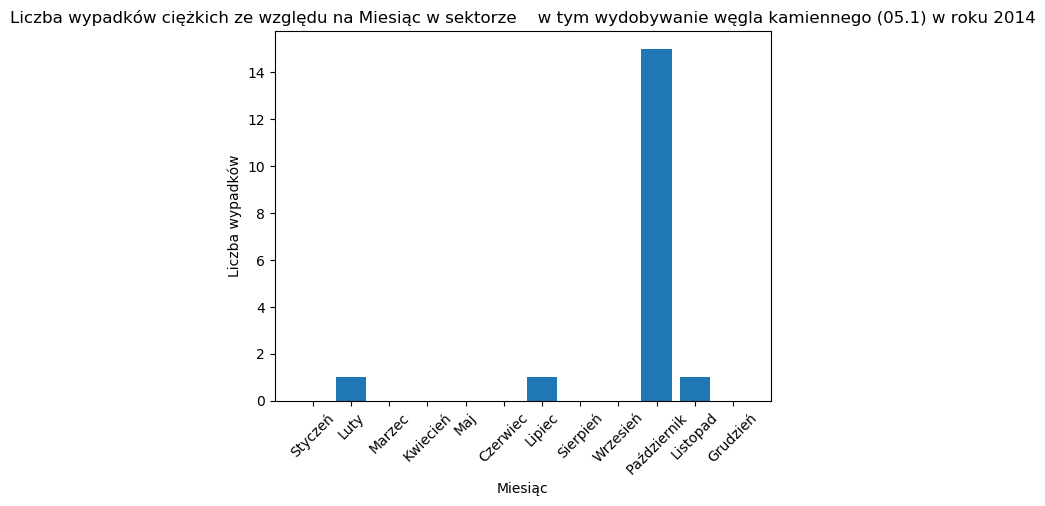 Liczba wypadków ciężkich ze względu na Miesiąc w sektorze    w tym wydobywanie węgla kamiennego (05.1) w roku 2014
14
12
10
8
6
4
2
0
Liczba wypadków
Styczeń
Luty
Marzec
Kwiecień
Maj
Czerwiec
Lipiec
Sierpień
Wrzesień
Październik
Listopad
Grudzień
Miesiąc